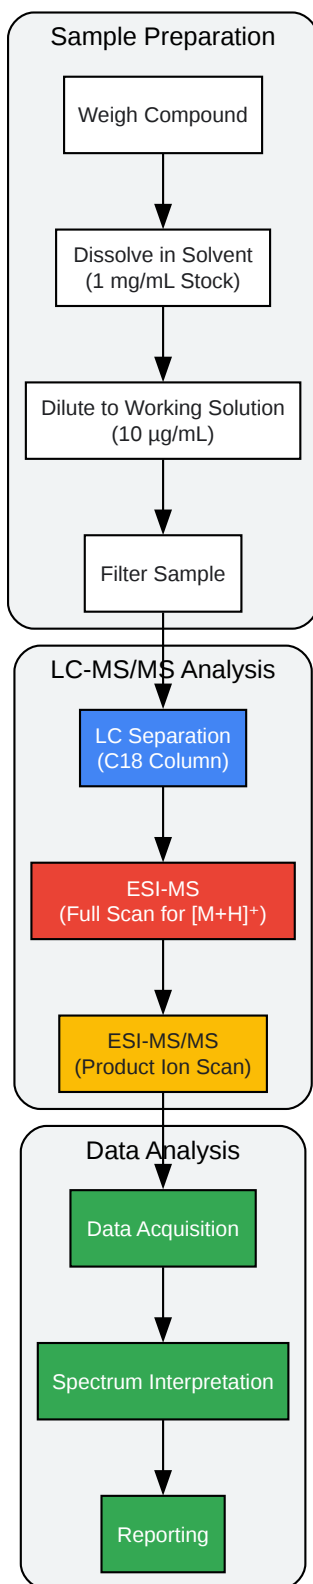 Sample Preparation
Weigh Compound
Dissolve in Solvent
(1 mg/mL Stock)
Dilute to Working Solution
(10 µg/mL)
Filter Sample
LC-MS/MS Analysis
LC Separation
(C18 Column)
ESI-MS
(Full Scan for [M+H]⁺)
ESI-MS/MS
(Product Ion Scan)
Data Analysis
Data Acquisition
Spectrum Interpretation
Reporting